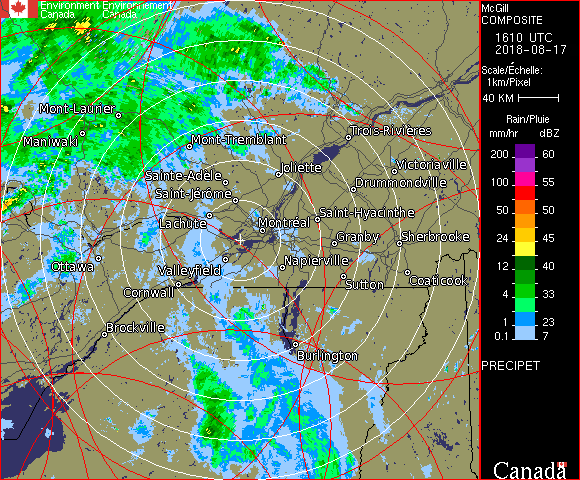 Environment Environnement
Canada Canada
McGill
COMPOSITE
1610 UTC
2018-08-17
Scale/Échelle:
1km/Pixel
40 KM
Rain/Pluie
mm/hr dBZ
200 60
100 55
50 50
24 45
12 40
4 33
1 23
0.1 7
PRECIPET
Canada
Mont-Laurier
Maniwaki
Mont-Tremblant
Trois-Rivières
Sainte-Adèle
Joliette
Victoriaville
Saint-Jérôme
Drummondville
Lachute
Montréal
Saint-Hyacinthe
Granby
Sherbrooke
Ottawa
Valleyfield
Napierville
Cornwall
Sutton
Coaticook
Brockville
Burlington